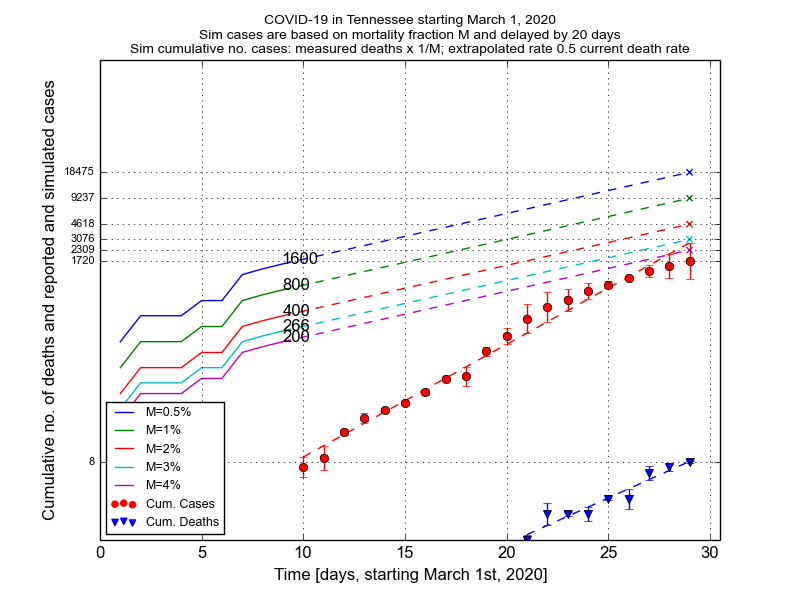 COVID-19 in Tennessee starting March 1, 2020
Sim cases are based on mortality fraction M and delayed by 20 days
Sim cumulative no. cases: measured deaths x 1/M; extrapolated rate 0.5 current death rate
Cumulative no. of deaths and reported and simulated cases
18475
9237
4618
3076
2309
1720
8
1600
800
400
266
200
M=0.5%
M=1%
M=2%
M=3%
M=4%
Cum. Cases
Cum. Deaths
0 5 10 15 20 25 30
Time [days, starting March 1st, 2020]